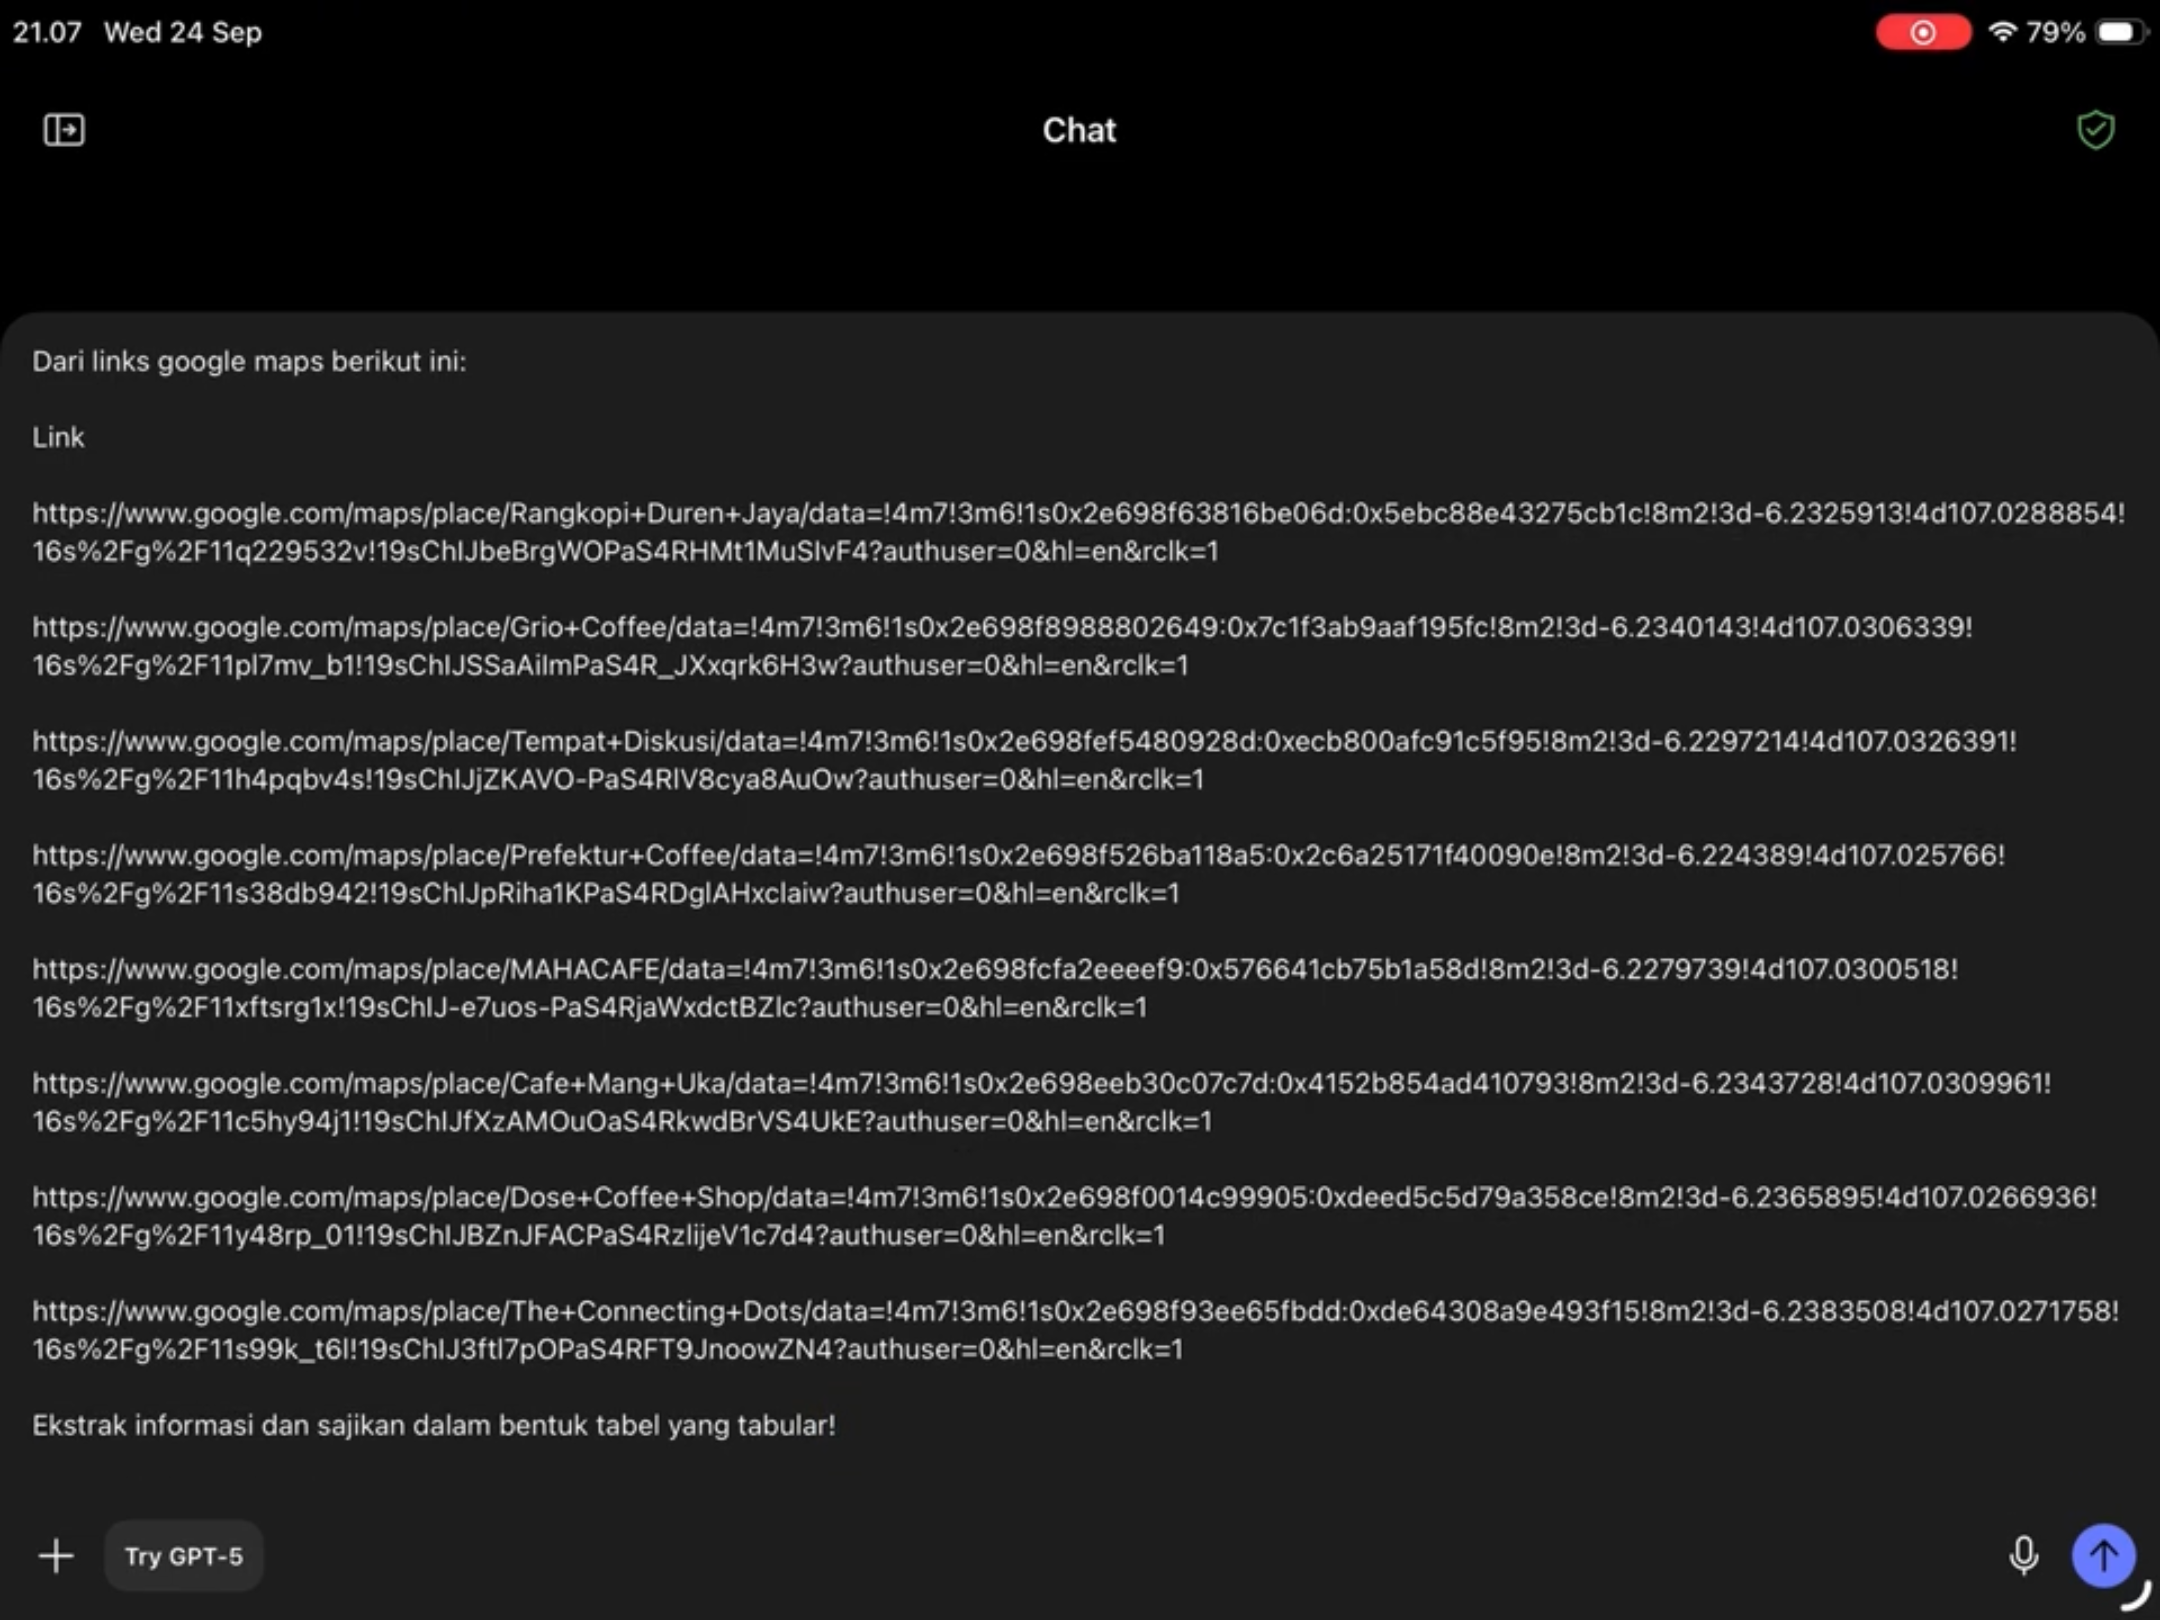 21.07 Wed 24 Sep
79%
Chat
Dari links google maps berikut ini:
Link
https://www.google.com/maps/place/Rangkopi+Duren+Jaya/data=!4m7!3m6!1s0x2e698f63816be06d:0x5ebc88e43275cb1c!8m2!3d-6.2325913!4d107.0288854!
16s%2Fg%2F11q229532v!19sChIJbeBrgWOPaS4RHMt1MuSIvF4?authuser=0&hl=en&rclk=1
https://www.google.com/maps/place/Grio+Coffee/data=!4m7!3m6!1s0x2e698f8988802649:0x7c1f3ab9aaf195fc!8m2!3d-6.2340143!4d107.0306339!
16s%2Fg%2F11pl7mv_b1!19sChIJSSaAiImPaS4R_JXxqrk6H3w?authuser=0&hl=en&rclk=1
https://www.google.com/maps/place/Tempat+Diskusi/data=!4m7!3m6!1s0x2e698fef5480928d:0xecb800afc91c5f95!8m2!3d-6.2297214!4d107.0326391!
16s%2Fg%2F11h4pqbv4s!19sChIJjZKAVO-PaS4RlV8cya8AuOw?authuser=0&hl=en&rclk=1
https://www.google.com/maps/place/Prefektur+Coffee/data=!4m7!3m6!1s0x2e698f526ba118a5:0x2c6a25171f40090e!8m2!3d-6.224389!4d107.025766!
16s%2Fg%2F11s38db942!19sChIJpRiha1KPaS4RDglAHxclaiw?authuser=0&hl=en&rclk=1
https://www.google.com/maps/place/MAHACAFE/data=!4m7!3m6!1s0x2e698fcfa2eeeef9:0x576641cb75b1a58d!8m2!3d-6.2279739!4d107.0300518!
16s%2Fg%2F11xftsrg1x!19sChIJ-e7uos-PaS4RjaWxdctBZlc?authuser=0&hl=en&rclk=1
https://www.google.com/maps/place/Cafe+Mang+Uka/data=!4m7!3m6!1s0x2e698eeb30c07c7d:0x4152b854ad410793!8m2!3d-6.2343728!4d107.0309961!
16s%2Fg%2F11c5hy94j1!19sChIJfXzAMOuOaS4RkwdBrVS4UkE?authuser=0&hl=en&rclk=1
https://www.google.com/maps/place/Dose+Coffee+Shop/data=!4m7!3m6!1s0x2e698f0014c99905:0xdeed5c5d79a358ce!8m2!3d-6.2365895!4d107.0266936!
16s%2Fg%2F11y48rp_01!19sChIJBZnJFACPaS4RzlijeV1c7d4?authuser=0&hl=en&rclk=1
https://www.google.com/maps/place/The+Connecting+Dots/data=!4m7!3m6!1s0x2e698f93ee65fbdd:0xde64308a9e493f15!8m2!3d-6.2383508!4d107.0271758!
16s%2Fg%2F11s99k_t6l!19sChIJ3ftl7pOPaS4RFT9JnoowZN4?authuser=0&hl=en&rclk=1
Ekstrak informasi dan sajikan dalam bentuk tabel yang tabular!
Try GPT-5